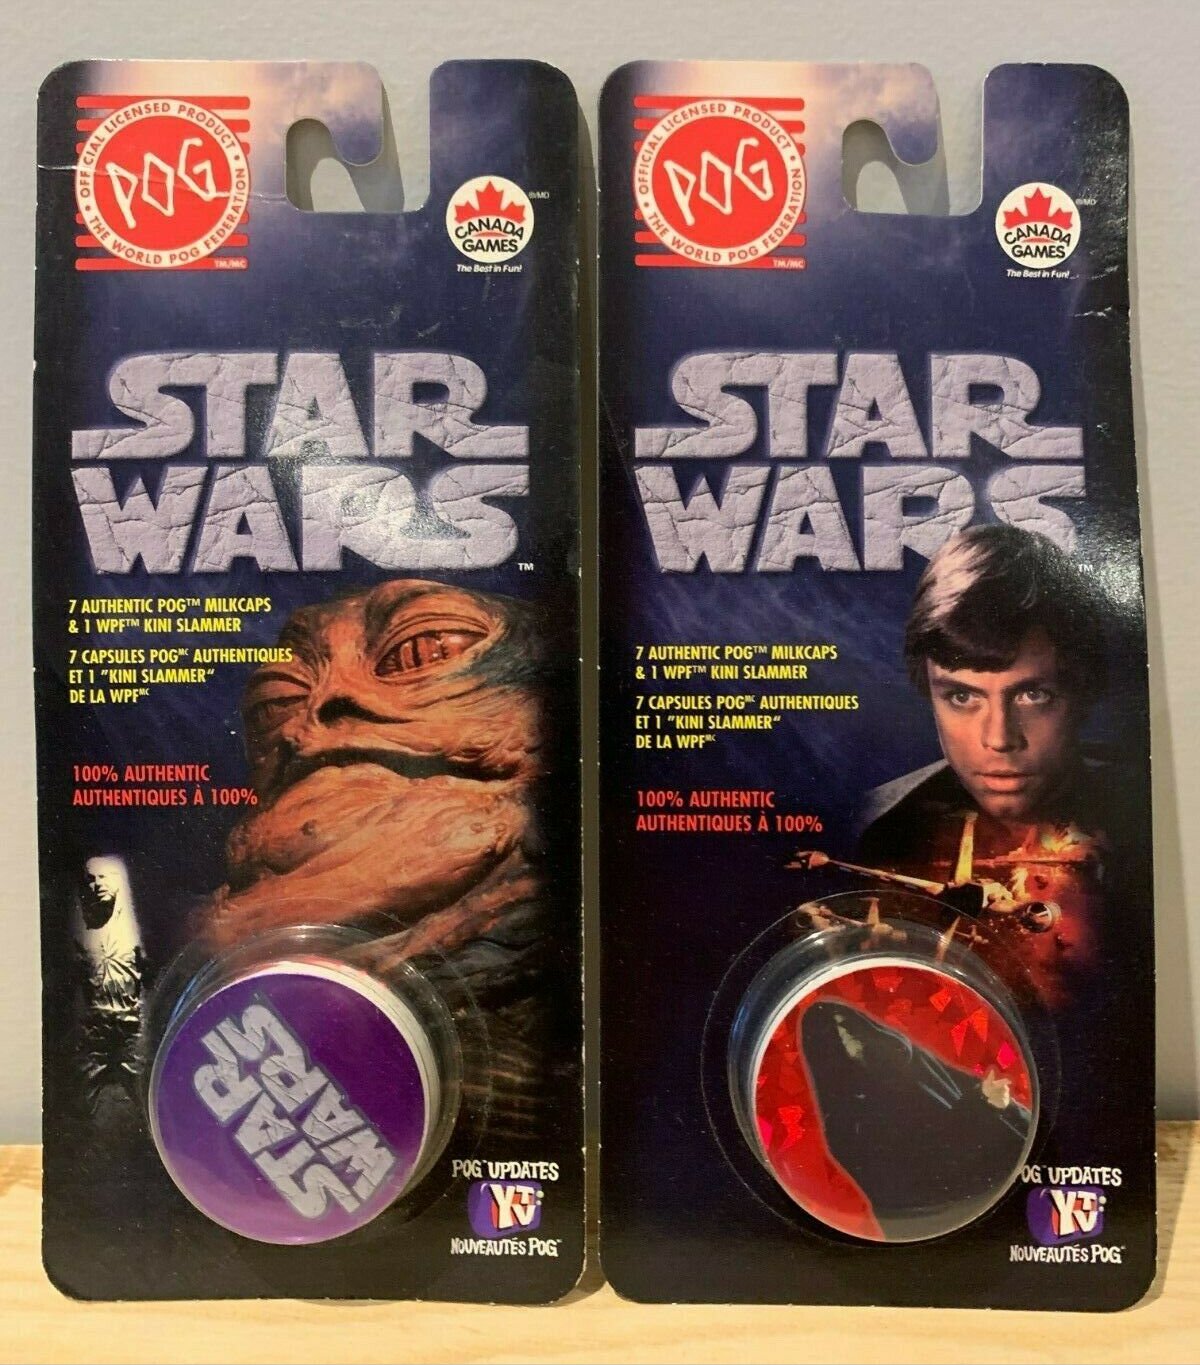 OFFICIAL LICENSED PRODUCT •
POG
• THE WORLD POG FEDERATION
TM/MC
®/MD
CANADA
GAMES
The Best in Fun!
STAR
WARS
TM
7 AUTHENTIC POG™ MILKCAPS
& 1 WPF™ KINI SLAMMER
7 CAPSULES POGᴹᶜ AUTHENTIQUES
ET 1 "KINI SLAMMER“
DE LA WPFᴹᶜ
100% AUTHENTIC
AUTHENTIQUES À 100%
STAR
WARS
POG™ UPDATES
YTV
NOUVEAUTÉS POG
OFFICIAL LICENSED PRODUCT •
POG
• THE WORLD POG FEDERATION
TM/MC
®/MD
CANADA
GAMES
The Best in Fun!
STAR
WARS
TM
7 AUTHENTIC POG™ MILKCAPS
& 1 WPF™ KINI SLAMMER
7 CAPSULES POGᴹᶜ AUTHENTIQUES
ET 1 "KINI SLAMMER“
DE LA WPFᴹᶜ
100% AUTHENTIC
AUTHENTIQUES À 100%
POG™ UPDATES
YTV
NOUVEAUTÉS POG